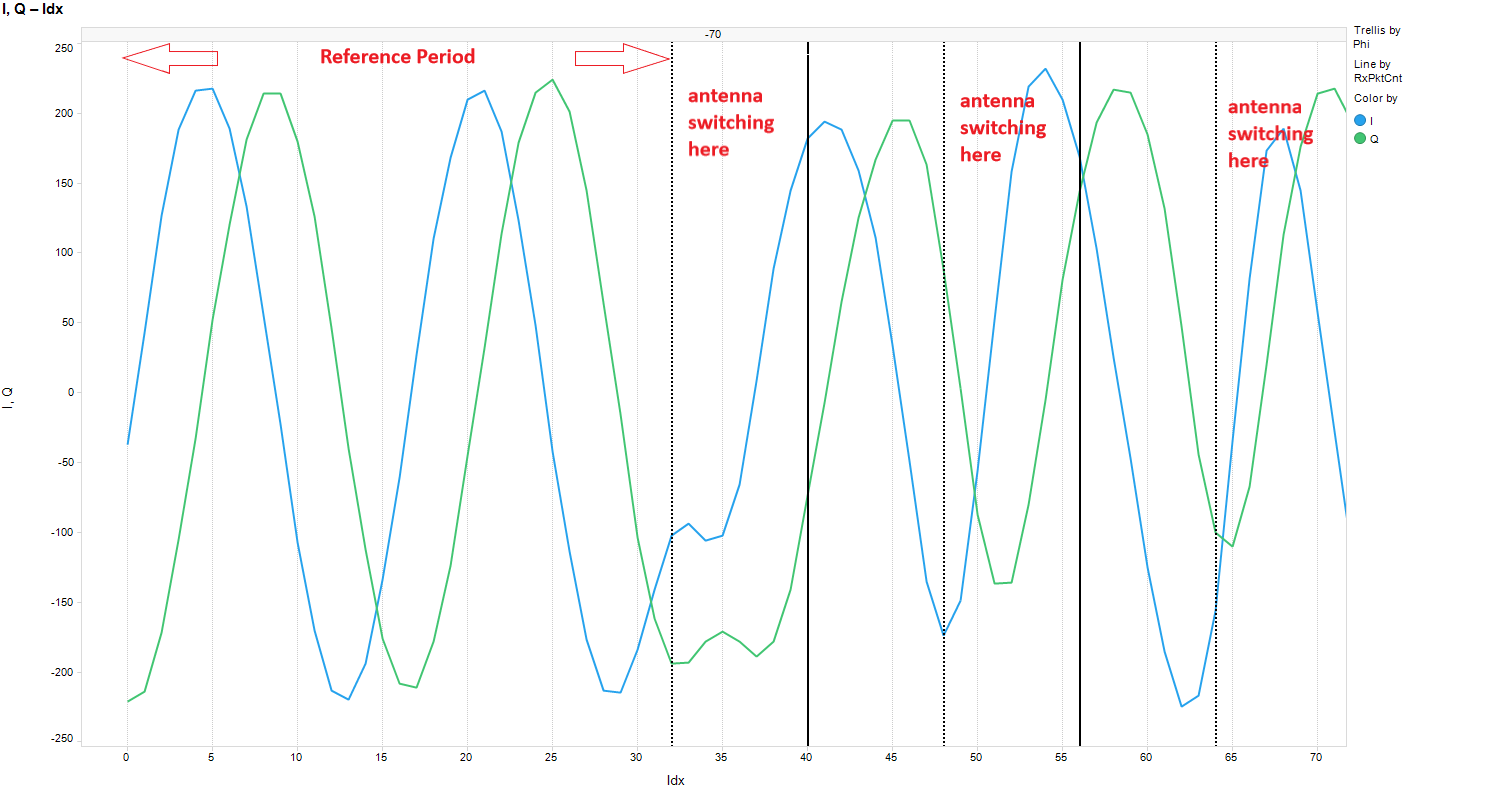 I, Q – Idx
-70
Reference Period
antenna
switching
here
antenna
switching
here
antenna
switching
here
Trellis by
Phi
Line by
RxPktCnt
Color by
I
Q
250
200
150
100
50
0
-50
-100
-150
-200
-250
I, Q
0 5 10 15 20 25 30 35 40 45 50 55 60 65 70
Idx